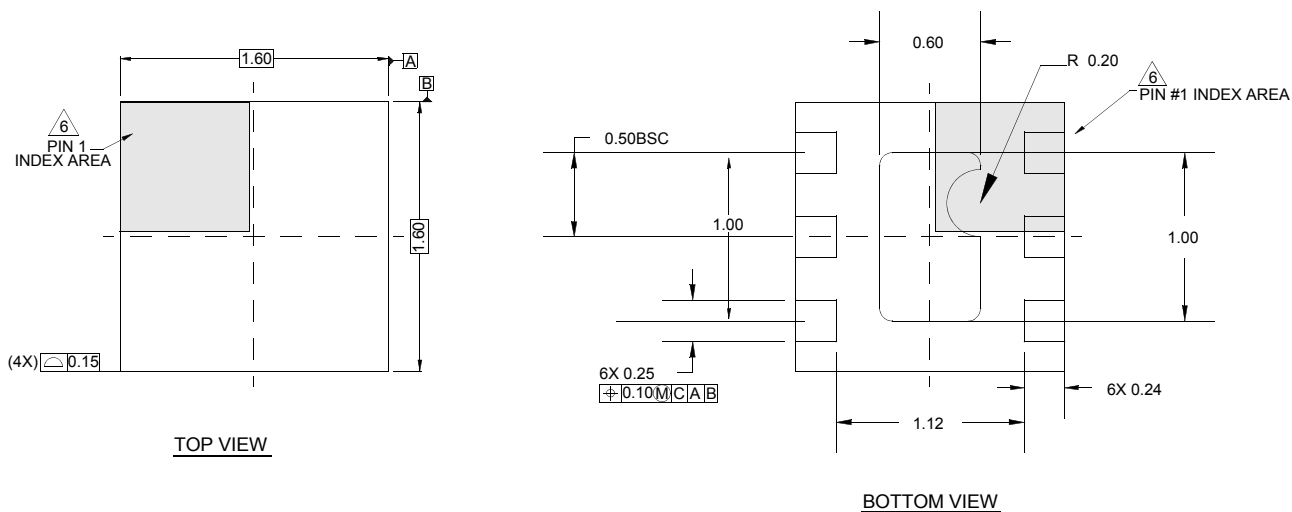 1.60
A
B
6
PIN 1
INDEX AREA
1.60
(4X) 0.15
TOP VIEW
0.60
R 0.20
6
PIN #1 INDEX AREA
0.50BSC
1.00
1.00
6X 0.25
0.10 M C A B
6X 0.24
1.12
BOTTOM VIEW